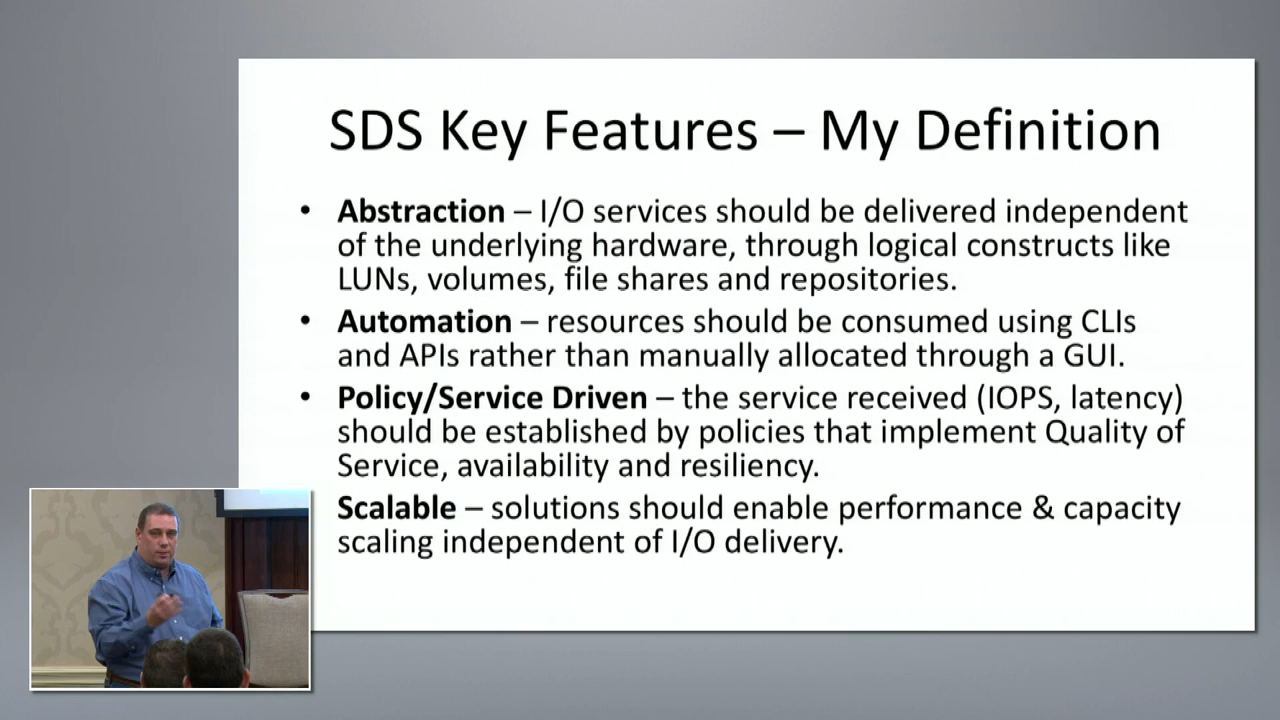 SDS Key Features – My Definition
• Abstraction – I/O services should be delivered independent
of the underlying hardware, through logical constructs like
LUNs, volumes, file shares and repositories.
• Automation – resources should be consumed using CLIs
and APIs rather than manually allocated through a GUI.
• Policy/Service Driven – the service received (IOPS, latency)
should be established by policies that implement Quality of
Service, availability and resiliency.
Scalable – solutions should enable performance & capacity
scaling independent of I/O delivery.